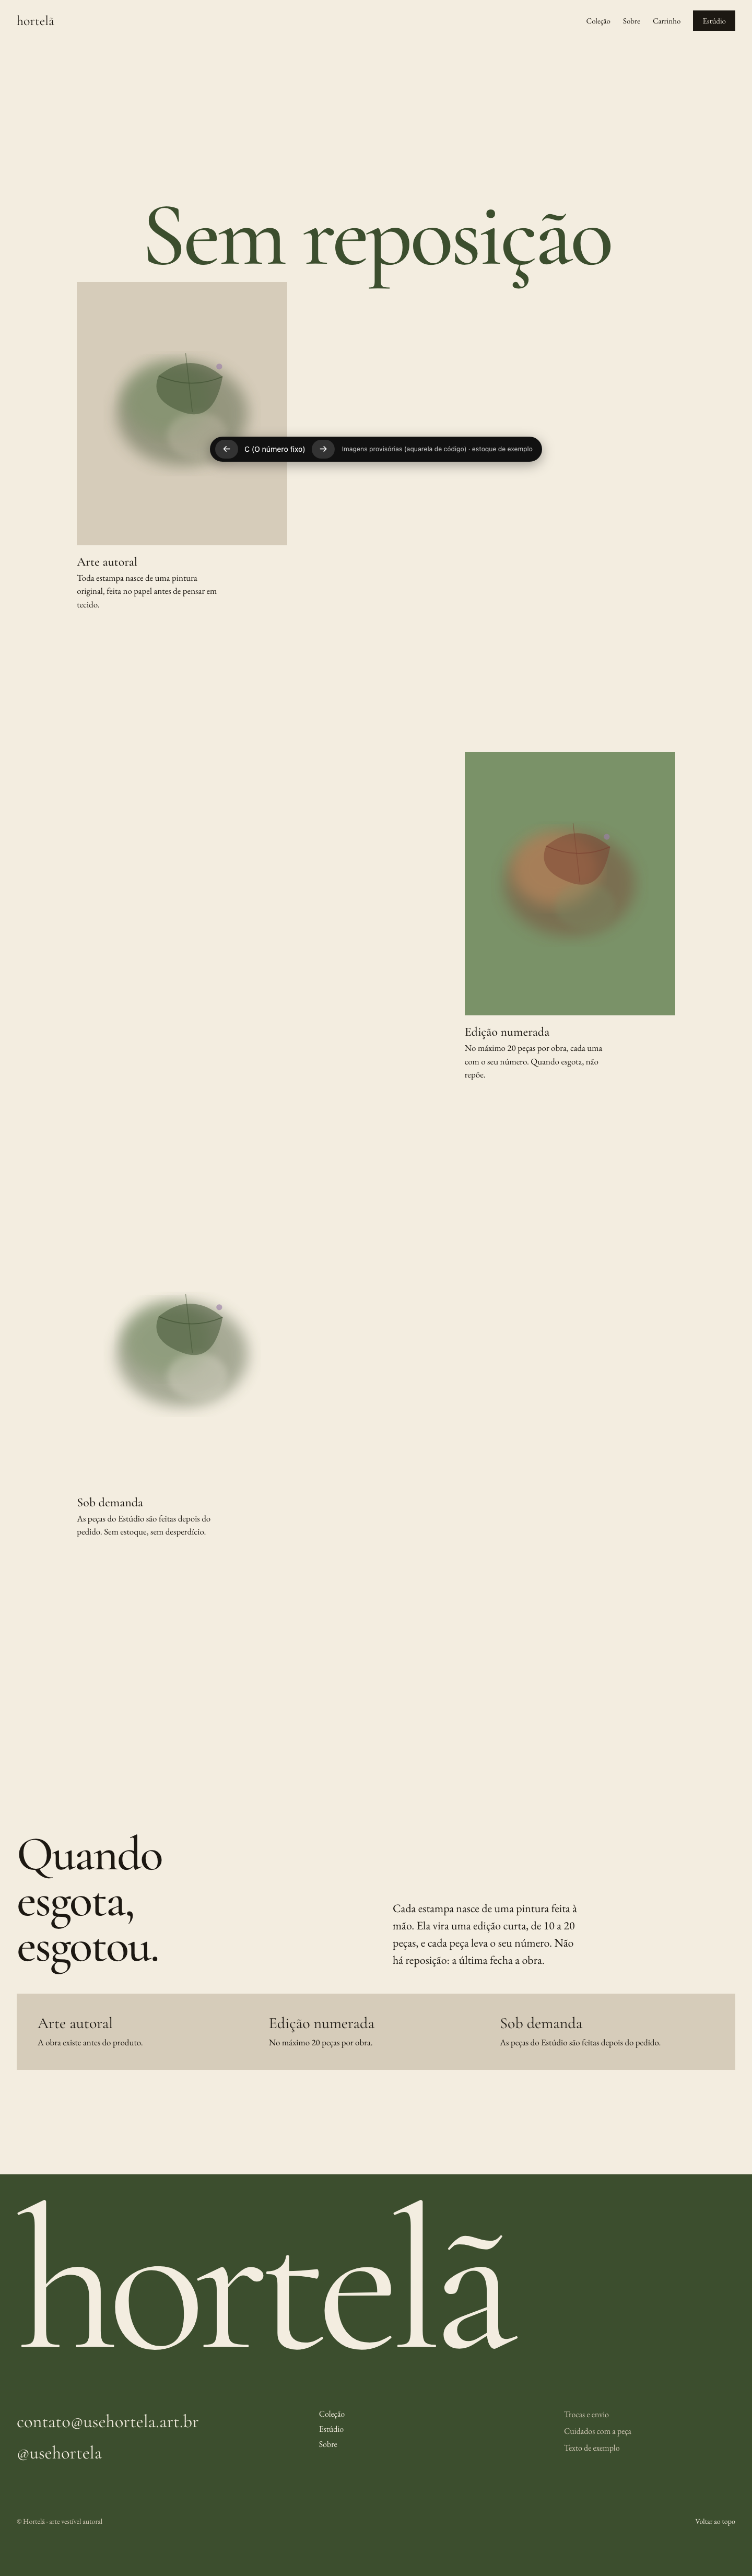 hortelã
Coleção
Sobre
Carrinho
Estúdio
Sem reposição
← C (O número fixo) → Imagens provisórias (aquarela de código) · estoque de exemplo
Arte autoral
Toda estampa nasce de uma pintura
original, feita no papel antes de pensar em
tecido.
Edição numerada
No máximo 20 peças por obra, cada uma
com o seu número. Quando esgota, não
repõe.
Sob demanda
As peças do Estúdio são feitas depois do
pedido. Sem estoque, sem desperdício.
Quando
esgota,
esgotou.
Cada estampa nasce de uma pintura feita à
mão. Ela vira uma edição curta, de 10 a 20
peças, e cada peça leva o seu número. Não
há reposição: a última fecha a obra.
Arte autoral
A obra existe antes do produto.
Edição numerada
No máximo 20 peças por obra.
Sob demanda
As peças do Estúdio são feitas depois do pedido.
hortelã
contato@usehortela.art.br
@usehortela
Coleção
Estúdio
Sobre
Trocas e envio
Cuidados com a peça
Texto de exemplo
© Hortelã · arte vestível autoral
Voltar ao topo